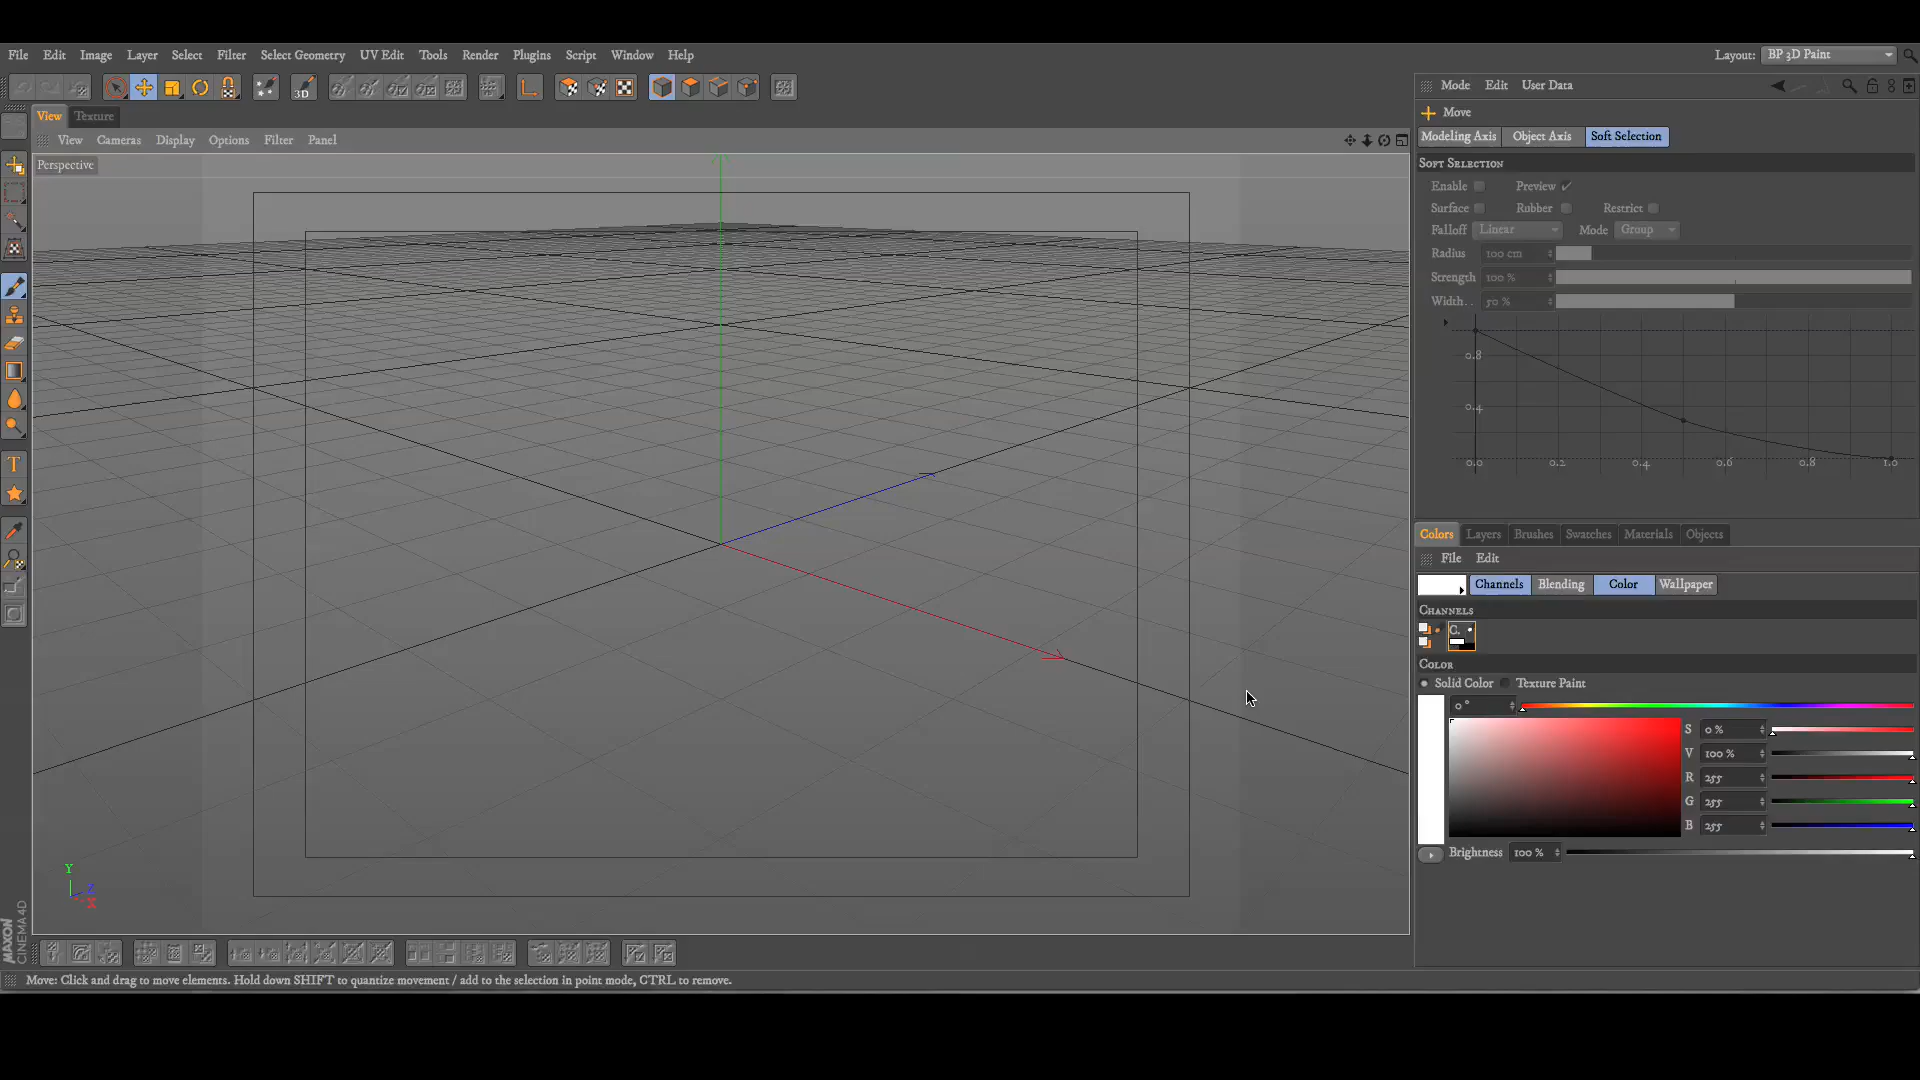 File Edit Image Layer Select Filter Select Geometry UV Edit Tools Render Plugins Script Window Help Layout: BP 3D Paint
3D
Mode Edit User Data
View Texture
Move
View Cameras Display Options Filter Panel
Modeling Axis Object Axis Soft Selection
Perspective
Soft Selection
Enable Preview
Surface Rubber Restrict
Falloff Linear Mode Group
Radius 100 cm
Strength 100 %
Width. . 50 %
0.8
0.4
0.0 0.2 0.4 0.6 0.8 1.0
T
Colors Layers Brushes Swatches Materials Objects
File Edit
Channels Blending Color Wallpaper
Channels
C.
Color
Solid Color Texture Paint
0 °
S 0 %
V 100 %
R 255
G 255
B 255
Brightness 100 %
Y
Z
X
MAXON
CINEMA 4D
Move: Click and drag to move elements. Hold down SHIFT to quantize movement / add to the selection in point mode, CTRL to remove.